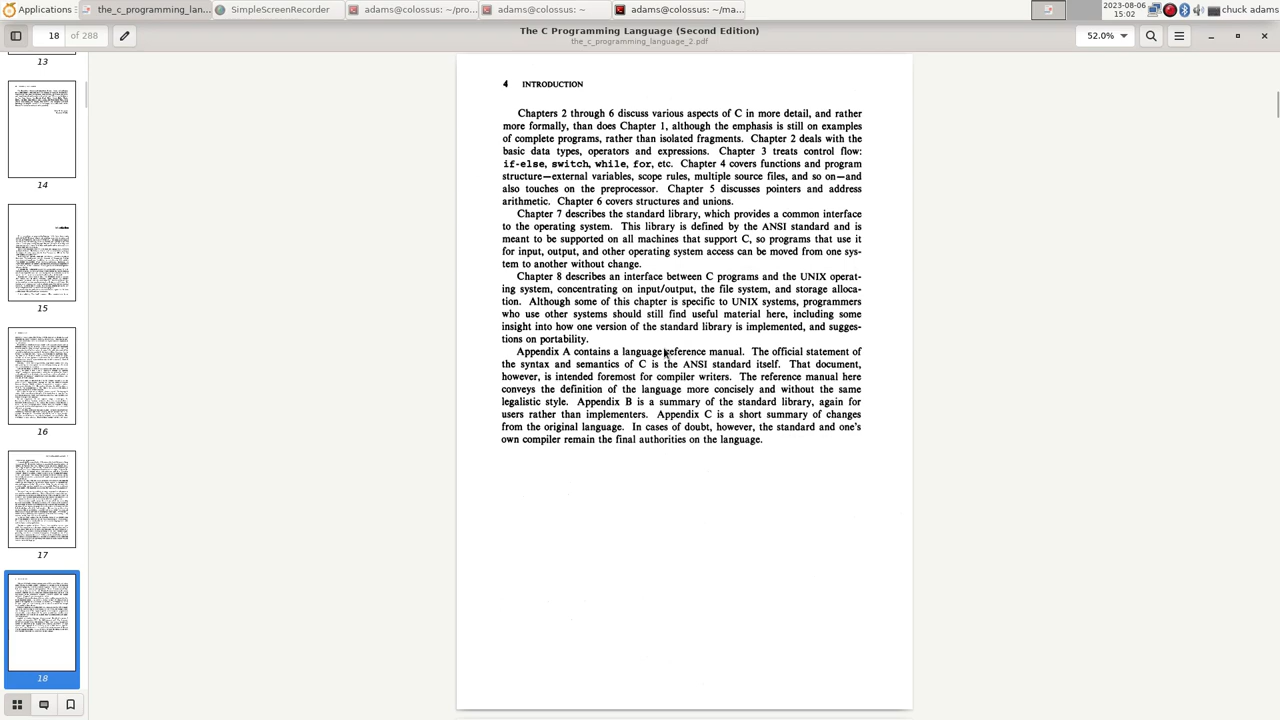 Applications
the_c_programming_lan...
SimpleScreenRecorder
adams@colossus: ~/pro...
adams@colossus: ~
adams@colossus: ~/ma...
2023-08-06
15:02
chuck adams
18 of 288
The C Programming Language (Second Edition)
the_c_programming_language_2.pdf
52.0%
13
14
15
16
17
18
4 INTRODUCTION
Chapters 2 through 6 discuss various aspects of C in more detail, and rather
more formally, than does Chapter 1, although the emphasis is still on examples
of complete programs, rather than isolated fragments. Chapter 2 deals with the
basic data types, operators and expressions. Chapter 3 treats control flow:
if-else, switch, while, for, etc. Chapter 4 covers functions and program
structure—external variables, scope rules, multiple source files, and so on—and
also touches on the preprocessor. Chapter 5 discusses pointers and address
arithmetic. Chapter 6 covers structures and unions.
Chapter 7 describes the standard library, which provides a common interface
to the operating system. This library is defined by the ANSI standard and is
meant to be supported on all machines that support C, so programs that use it
for input, output, and other operating system access can be moved from one sys-
tem to another without change.
Chapter 8 describes an interface between C programs and the UNIX operat-
ing system, concentrating on input/output, the file system, and storage alloca-
tion. Although some of this chapter is specific to UNIX systems, programmers
who use other systems should still find useful material here, including some
insight into how one version of the standard library is implemented, and sugges-
tions on portability.
Appendix A contains a language reference manual. The official statement of
the syntax and semantics of C is the ANSI standard itself. That document,
however, is intended foremost for compiler writers. The reference manual here
conveys the definition of the language more concisely and without the same
legalistic style. Appendix B is a summary of the standard library, again for
users rather than implementers. Appendix C is a short summary of changes
from the original language. In cases of doubt, however, the standard and one's
own compiler remain the final authorities on the language.